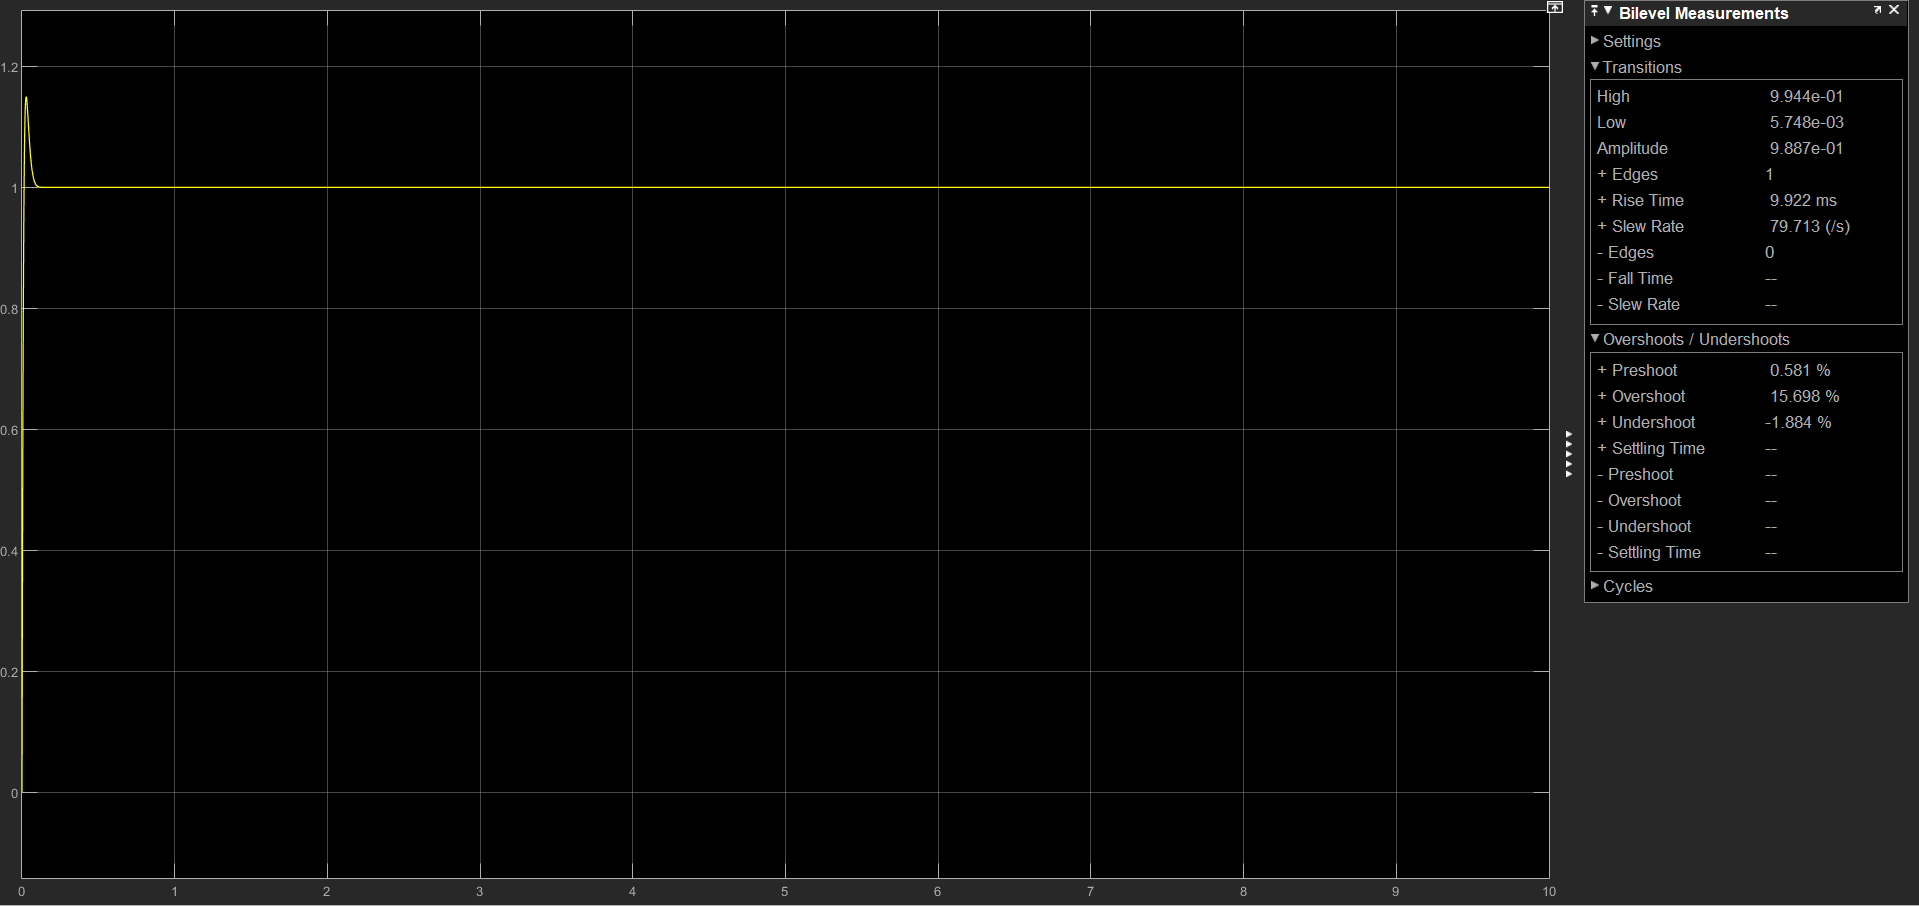 1.2
1
0.8
0.6
0.4
0.2
0
0 1 2 3 4 5 6 7 8 9 10
Bilevel Measurements
Settings
Transitions
High 9.944e-01
Low 5.748e-03
Amplitude 9.887e-01
+ Edges 1
+ Rise Time 9.922 ms
+ Slew Rate 79.713 (/s)
- Edges 0
- Fall Time --
- Slew Rate --
Overshoots / Undershoots
+ Preshoot 0.581 %
+ Overshoot 15.698 %
+ Undershoot -1.884 %
+ Settling Time --
- Preshoot --
- Overshoot --
- Undershoot --
- Settling Time --
Cycles